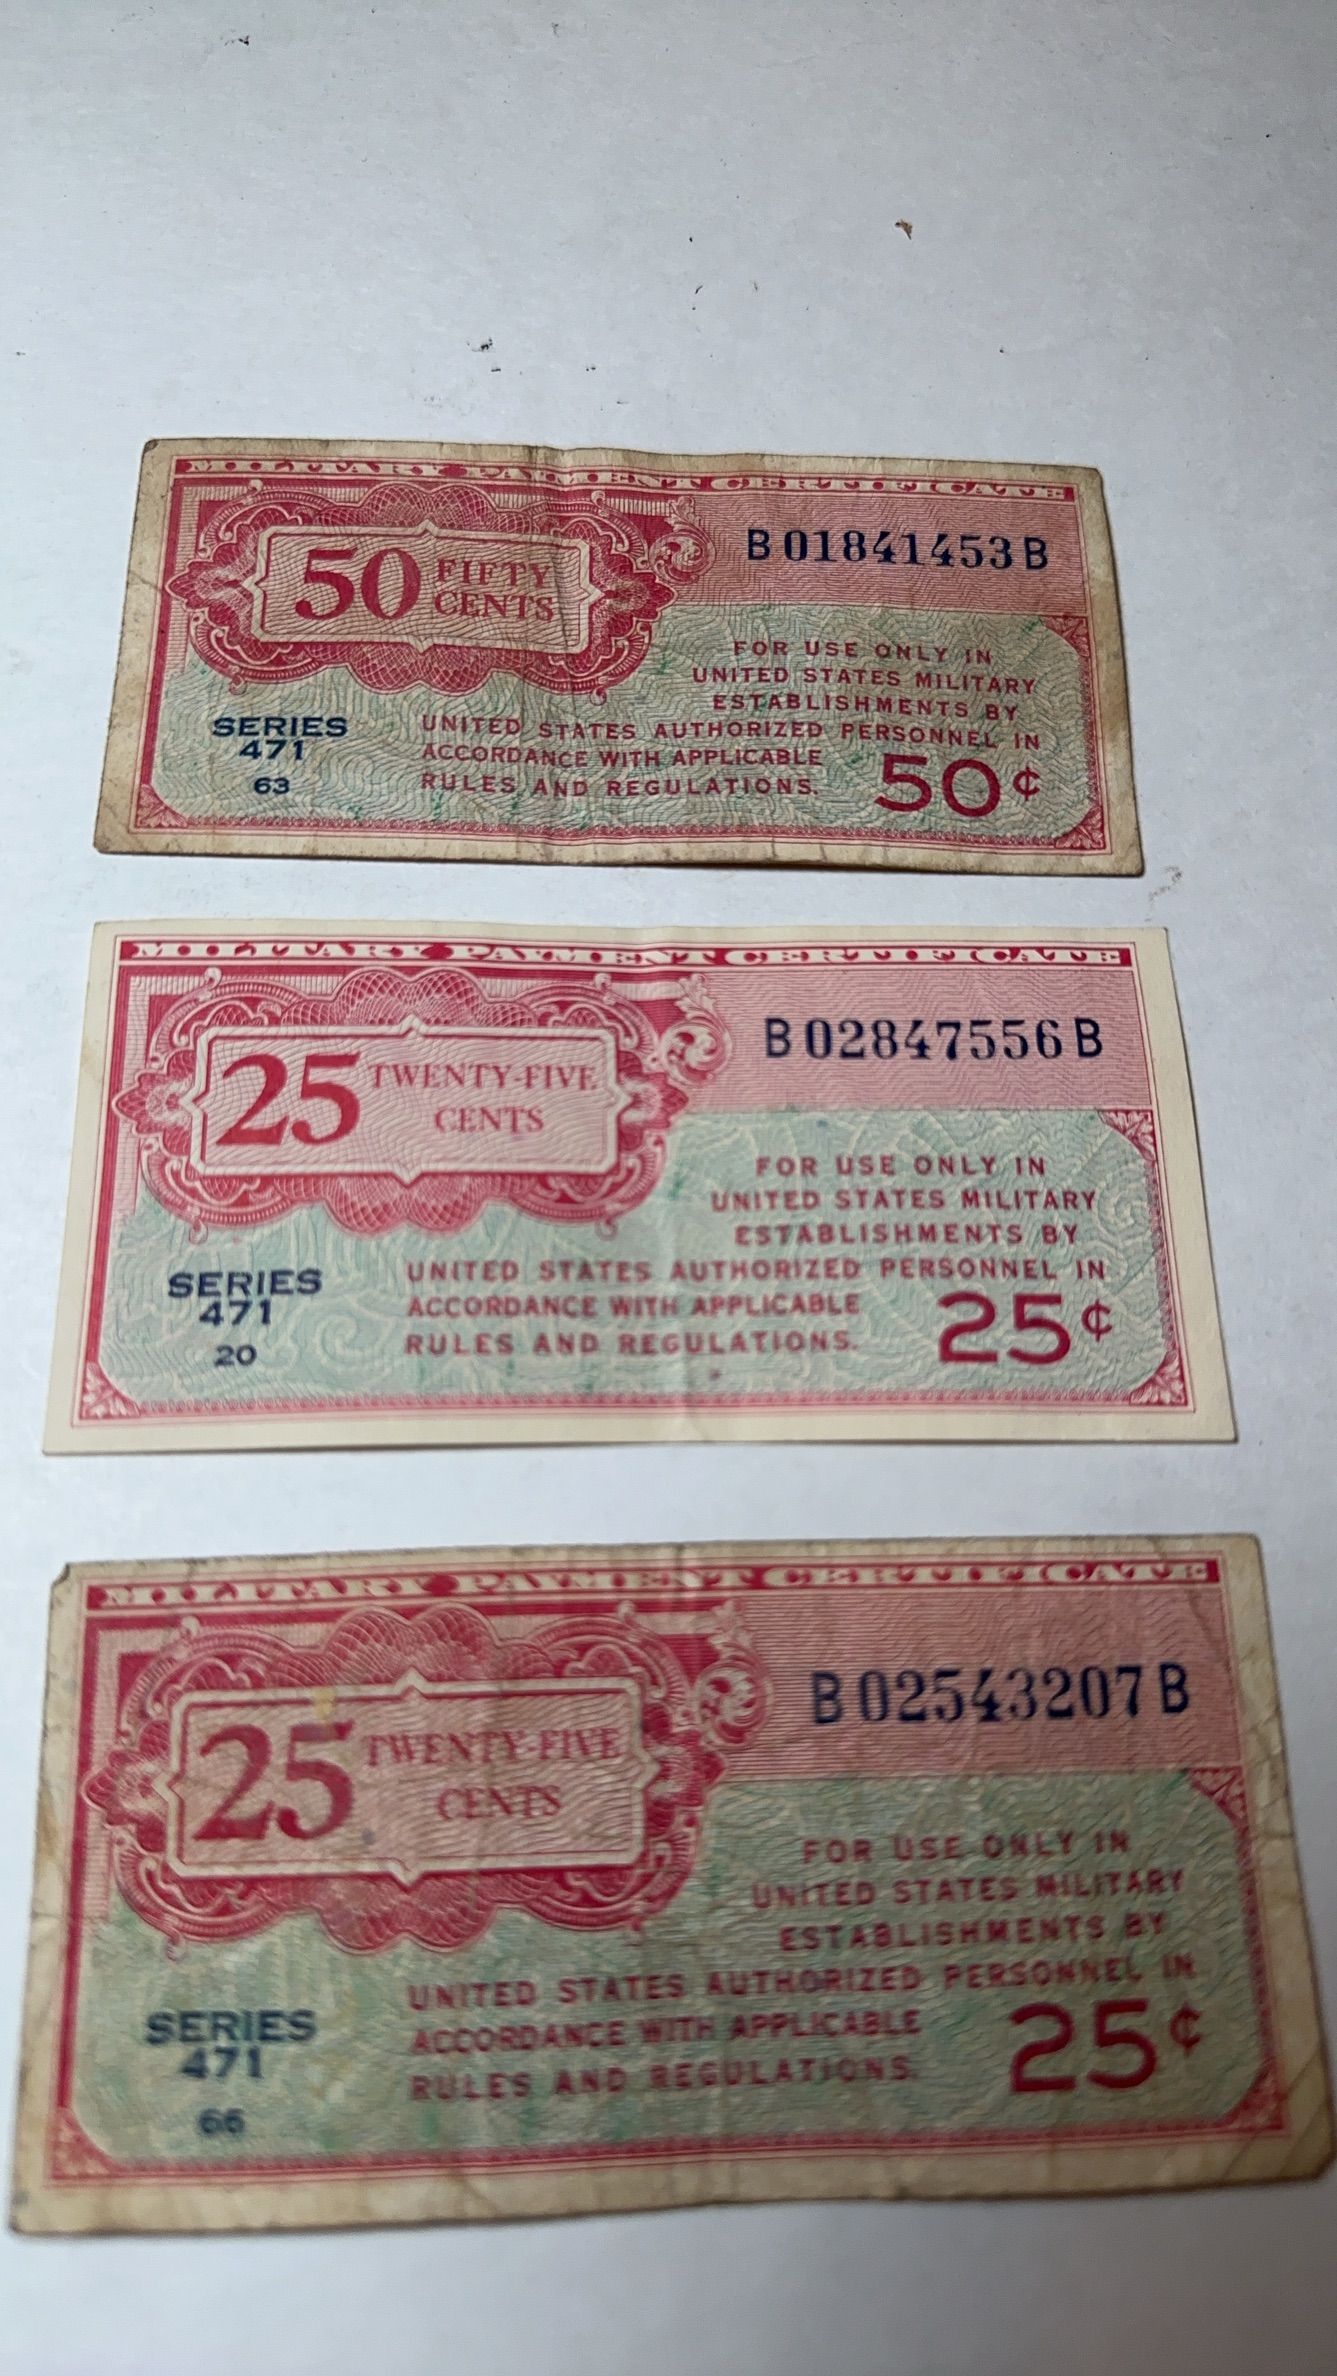 MILITARY PAYMENT CERTIFICATE
50 FIFTY CENTS
B01841453B
FOR USE ONLY IN
UNITED STATES MILITARY
ESTABLISHMENTS BY
UNITED STATES AUTHORIZED PERSONNEL IN
ACCORDANCE WITH APPLICABLE
RULES AND REGULATIONS.
50¢
SERIES
471
63
MILITARY PAYMENT CERTIFICATE
25 TWENTY-FIVE
CENTS
B02847556B
FOR USE ONLY IN
UNITED STATES MILITARY
ESTABLISHMENTS BY
UNITED STATES AUTHORIZED PERSONNEL IN
ACCORDANCE WITH APPLICABLE
RULES AND REGULATIONS.
25¢
SERIES
471
20
MILITARY PAYMENT CERTIFICATE
25 TWENTY-FIVE
CENTS
B02543207B
FOR USE ONLY IN
UNITED STATES MILITARY
ESTABLISHMENTS BY
UNITED STATES AUTHORIZED PERSONNEL IN
ACCORDANCE WITH APPLICABLE
RULES AND REGULATIONS.
25¢
SERIES
471
66